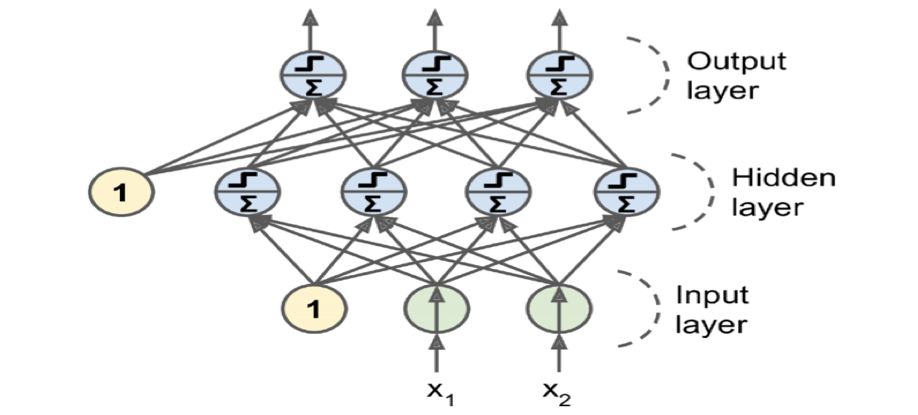 Output
layer
Σ Σ Σ
1
Hidden
layer
Σ Σ Σ Σ
1
Input
layer
x₁ x₂